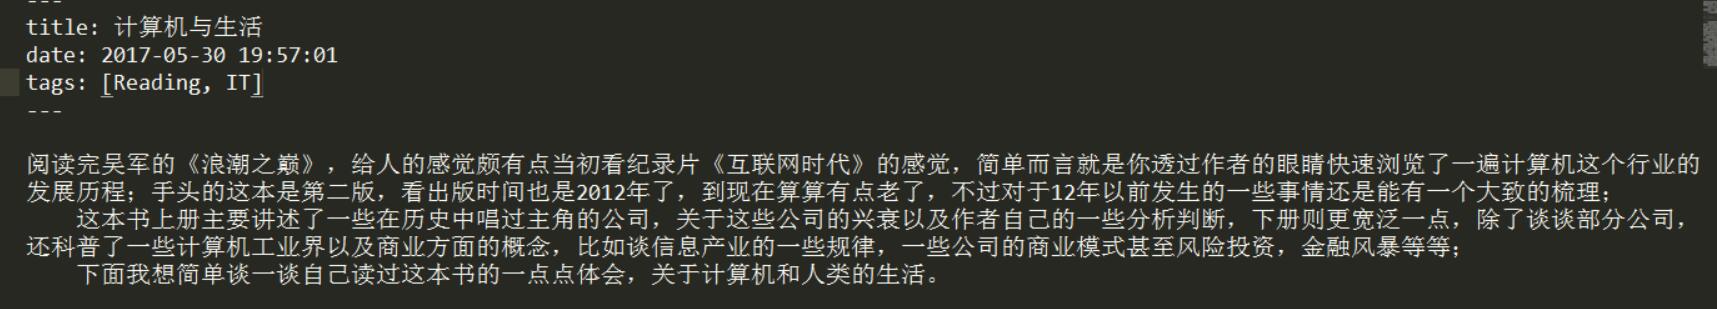 ---
title: 计算机与生活
date: 2017-05-30 19:57:01
tags: [Reading, IT]
---
阅读完吴军的《浪潮之巅》，给人的感觉颇有点当初看纪录片《互联网时代》的感觉，简单而言就是你透过作者的眼睛快速浏览了一遍计算机这个行业的
发展历程；手头的这本是第二版，看出版时间也是2012年了，到现在算算有点老了，不过对于12年以前发生的一些事情还是能有一个大致的梳理；
这本书上册主要讲述了一些在历史中唱过主角的公司，关于这些公司的兴衰以及作者自己的一些分析判断，下册则更宽泛一点，除了谈谈部分公司，
还科普了一些计算机工业界以及商业方面的概念，比如谈信息产业的一些规律，一些公司的商业模式甚至风险投资，金融风暴等等；
下面我想简单谈一谈自己读过这本书的一点点体会，关于计算机和人类的生活。